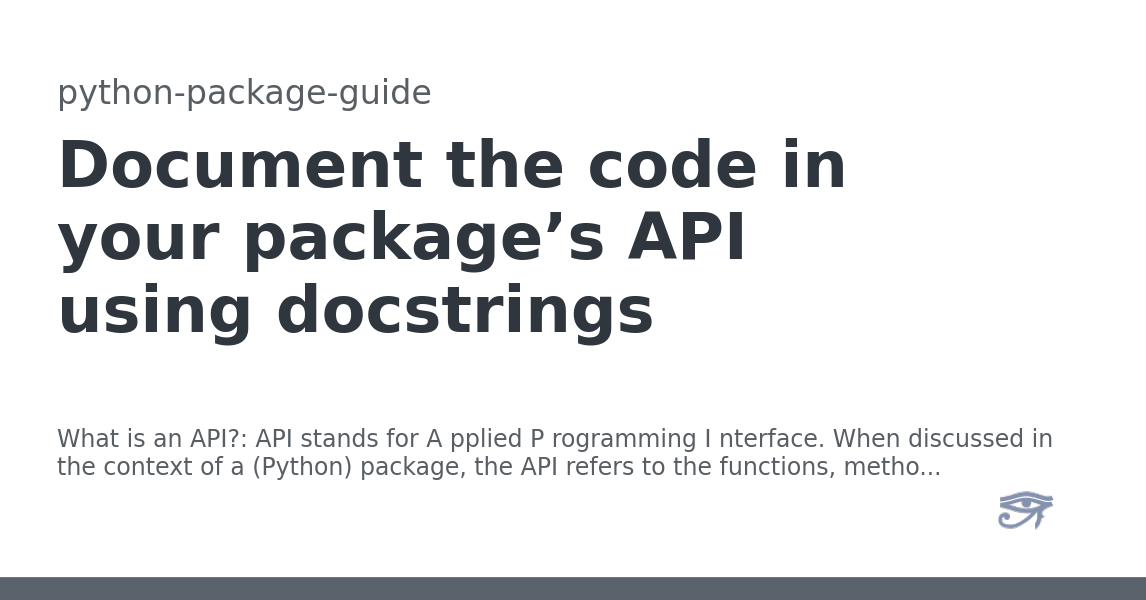 python-package-guide
Document the code in
your package’s API
using docstrings
What is an API?: API stands for A pplied P rogramming I nterface. When discussed in
the context of a (Python) package, the API refers to the functions, metho...